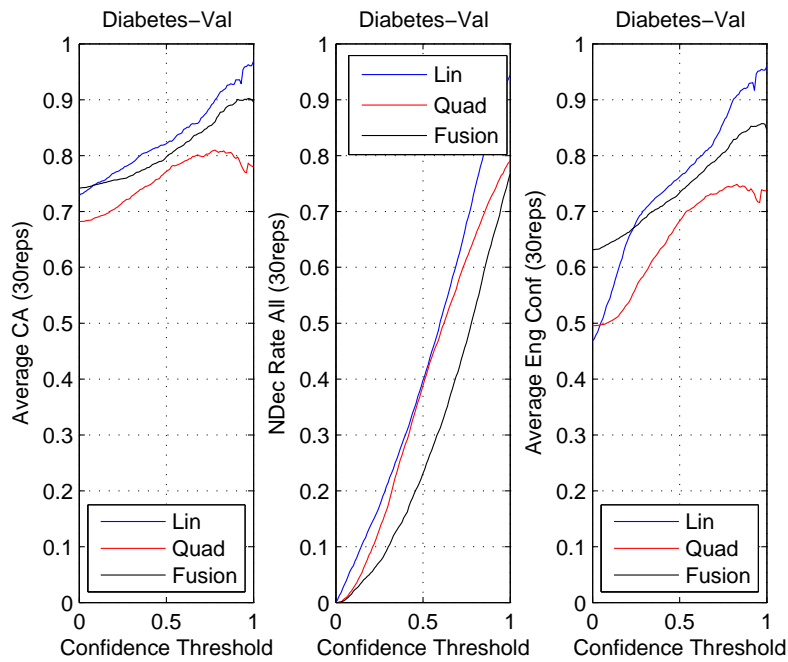 Diabetes−Val
Average CA (30reps)
1
0.9
0.8
0.7
0.6
0.5
0.4
0.3
0.2
0.1
0
Lin
Quad
Fusion
0 0.5 1
Confidence Threshold
Diabetes−Val
NDec Rate All (30reps)
1
0.9
0.8
0.7
0.6
0.5
0.4
0.3
0.2
0.1
0
Lin
Quad
Fusion
0 0.5 1
Confidence Threshold
Diabetes−Val
Average Eng Conf (30reps)
1
0.9
0.8
0.7
0.6
0.5
0.4
0.3
0.2
0.1
0
Lin
Quad
Fusion
0 0.5 1
Confidence Threshold